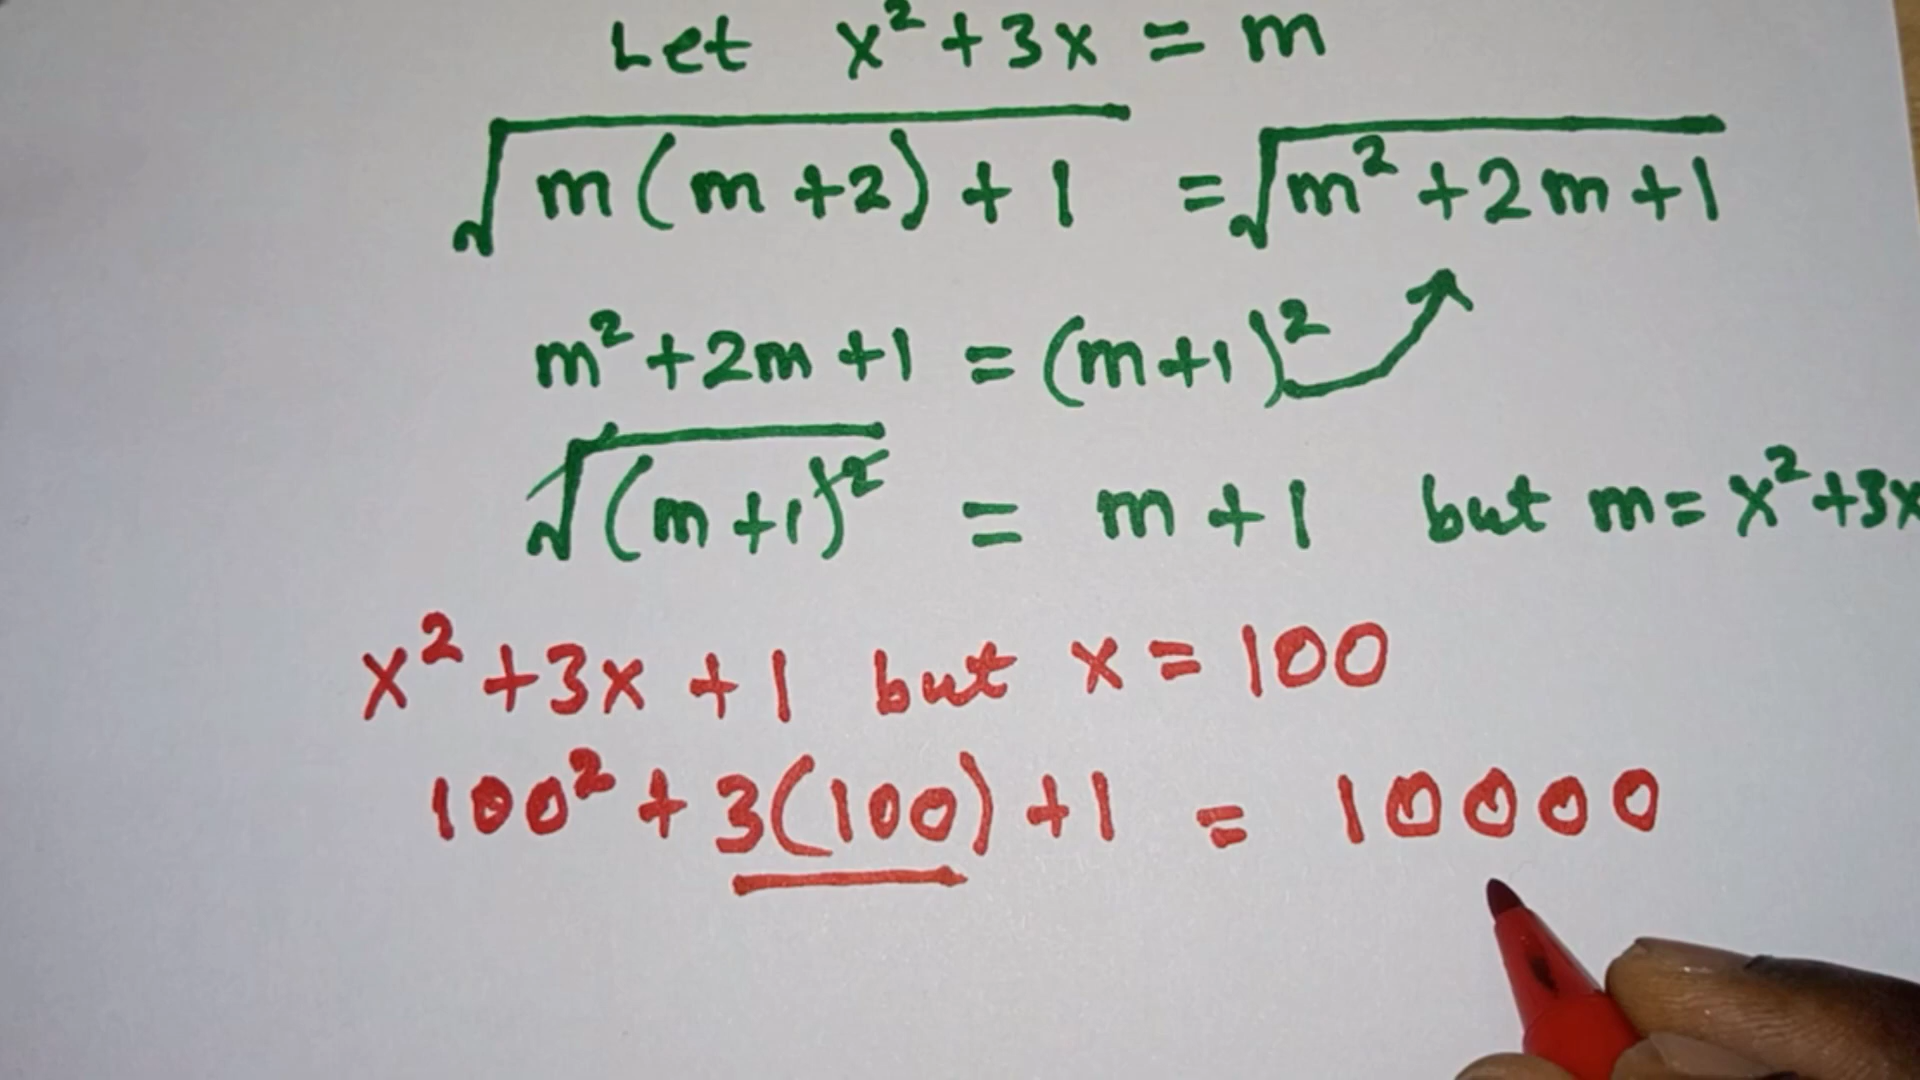 Let x² + 3x = m
√(m(m+2)+1) = √(m²+2m+1)
m²+2m+1 = (m+1)²
√(m+1)² = m+1 but m = x²+3x
x²+3x+1 but x = 100
100² + 3(100) + 1 = 10000